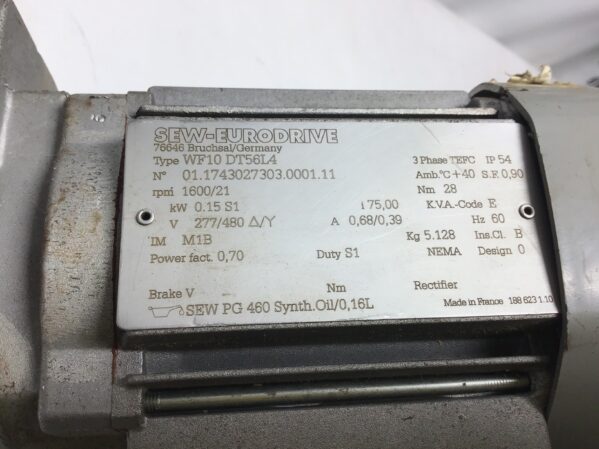 SEW-EURODRIVE
76646 Bruchsal/Germany
Type WF10 DT56L4 3 Phase TEFC IP 54
Nº 01.1743027303.0001.11 Amb.ºC +40 S.F. 0,90
rpm 1600/21 Nm 28
kW 0.15 S1 i 75,00 K.V.A.-Code E
V 277/480 Δ/Y A 0,68/0,39 Hz 60
IM M1B Kg 5.128 Ins.Cl. B
Power fact. 0,70 Duty S1 NEMA Design 0
Brake V Nm Rectifier
SEW PG 460 Synth.Oil/0,16L Made in France 188 623 1.10